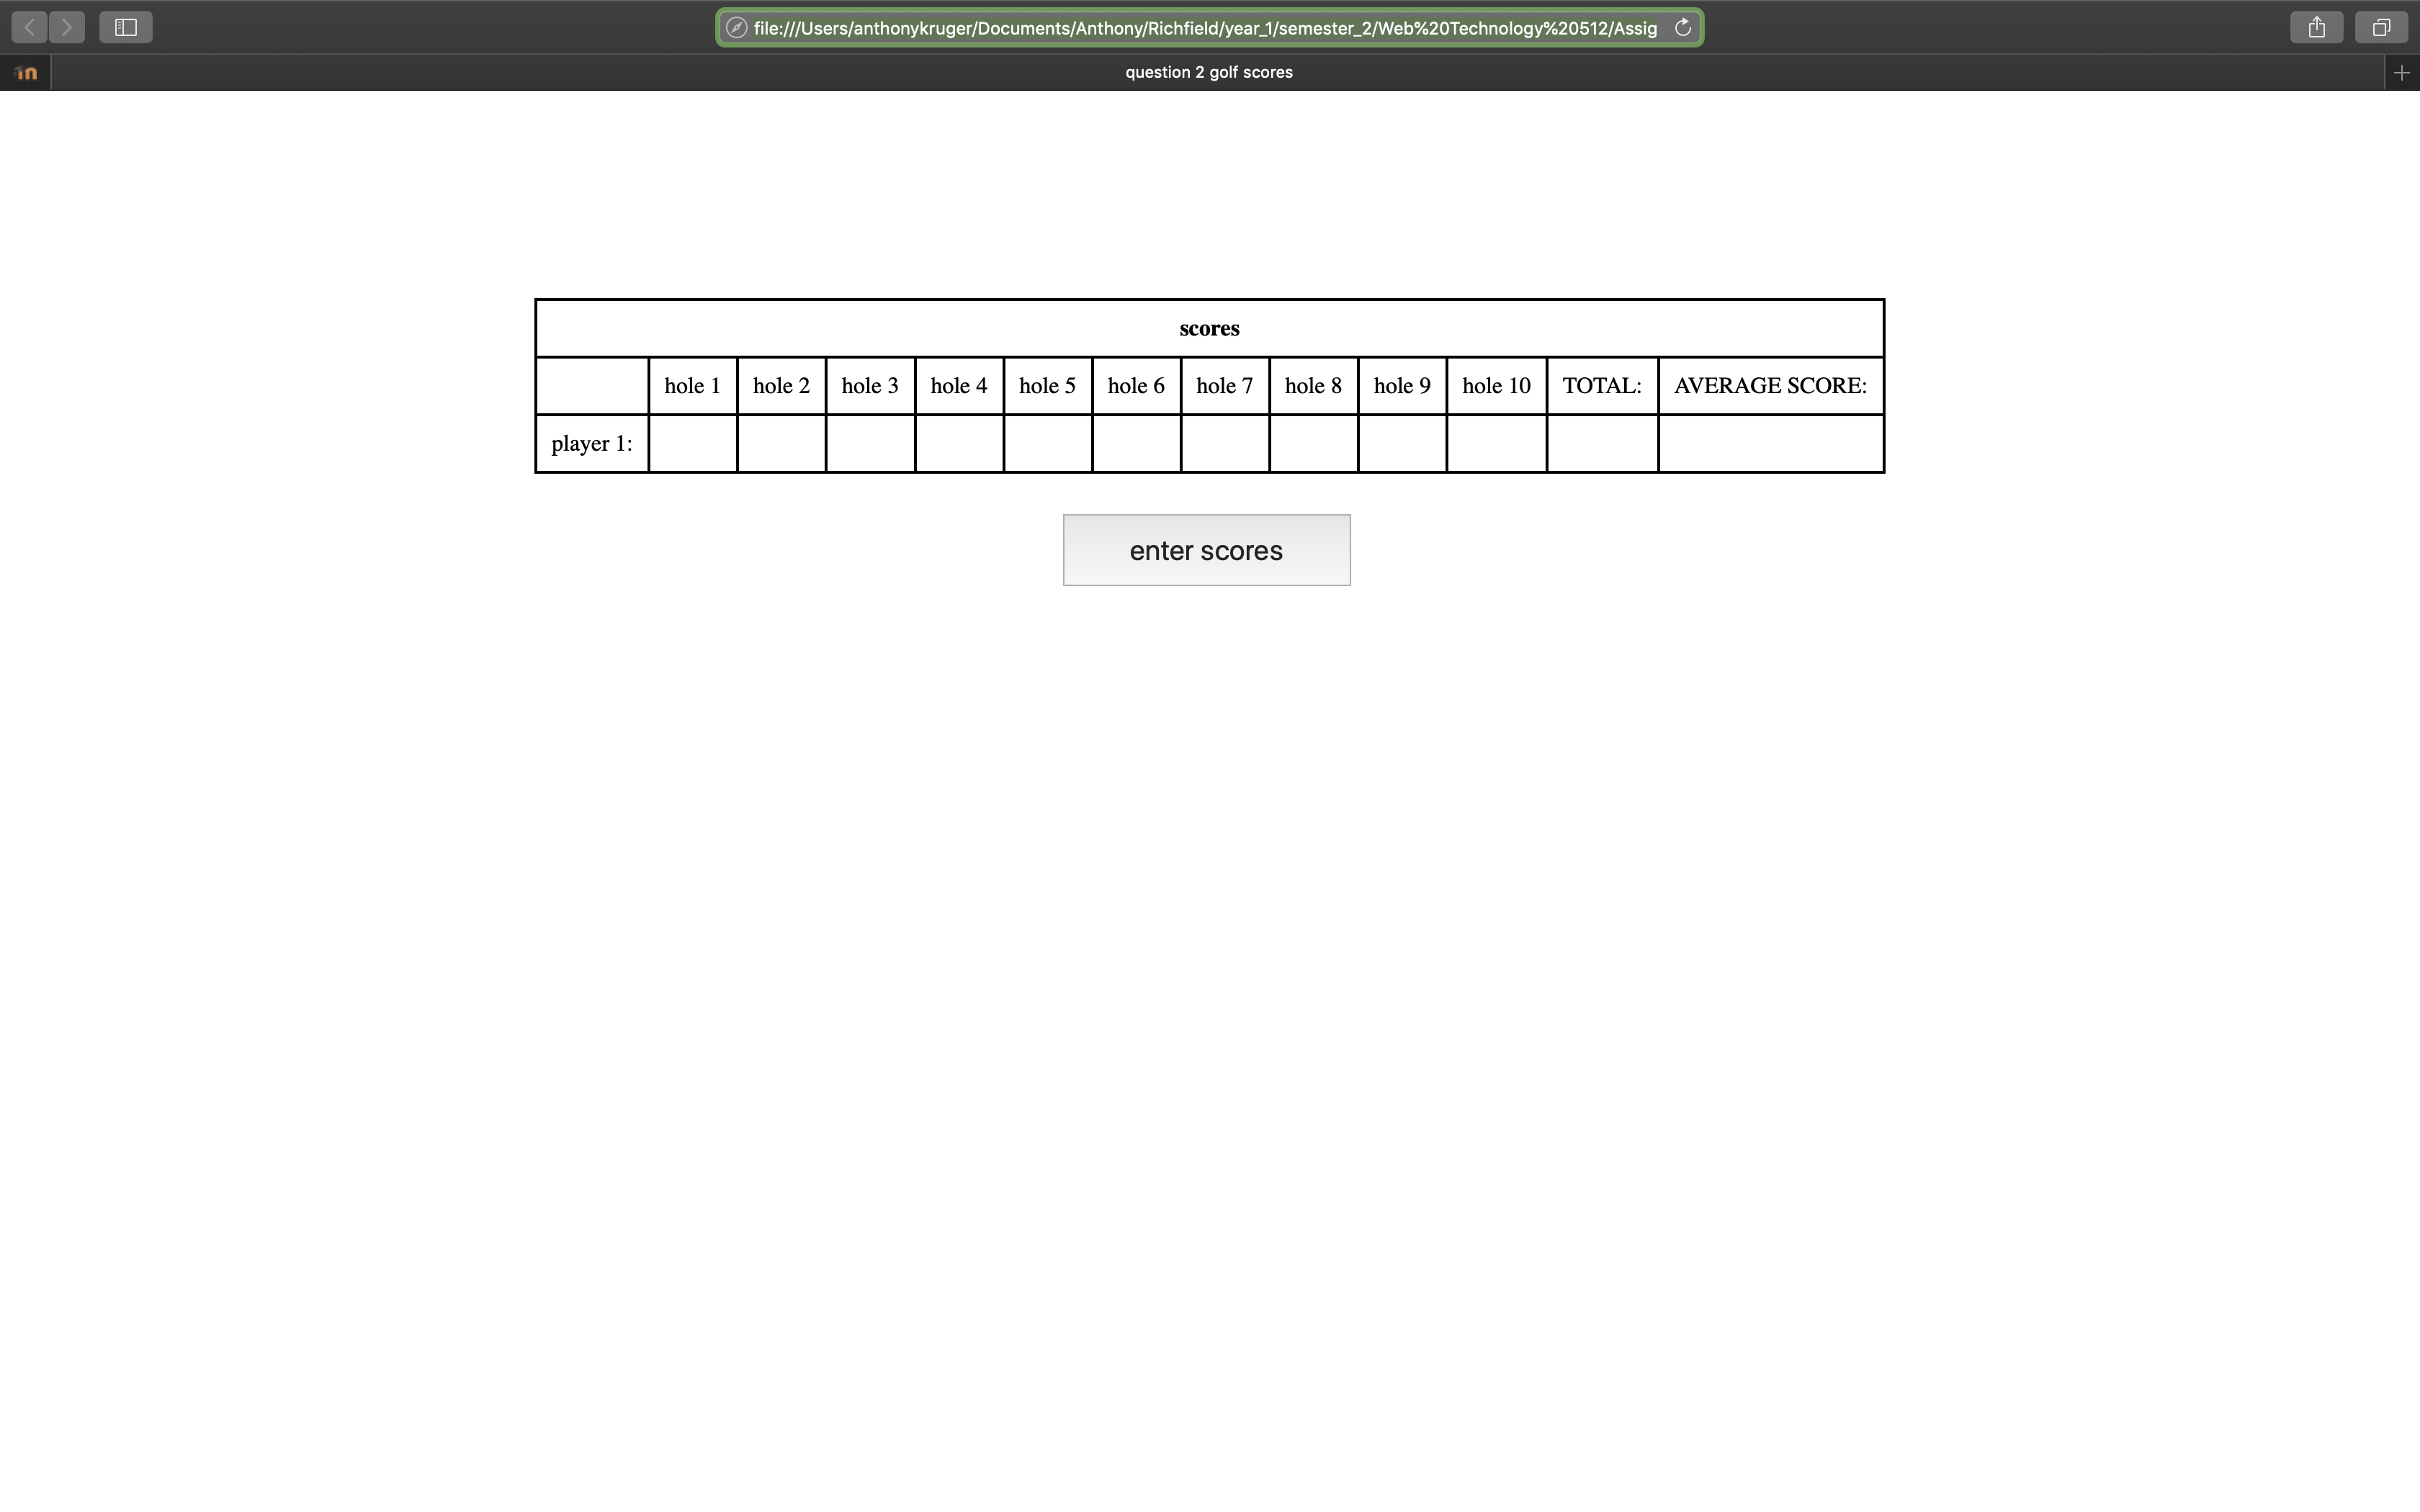 file:///Users/anthonykruger/Documents/Anthony/Richfield/year_1/semester_2/Web%20Technology%20512/Assig
question 2 golf scores
scores
hole 1 hole 2 hole 3 hole 4 hole 5 hole 6 hole 7 hole 8 hole 9 hole 10 TOTAL: AVERAGE SCORE:
player 1:
enter scores